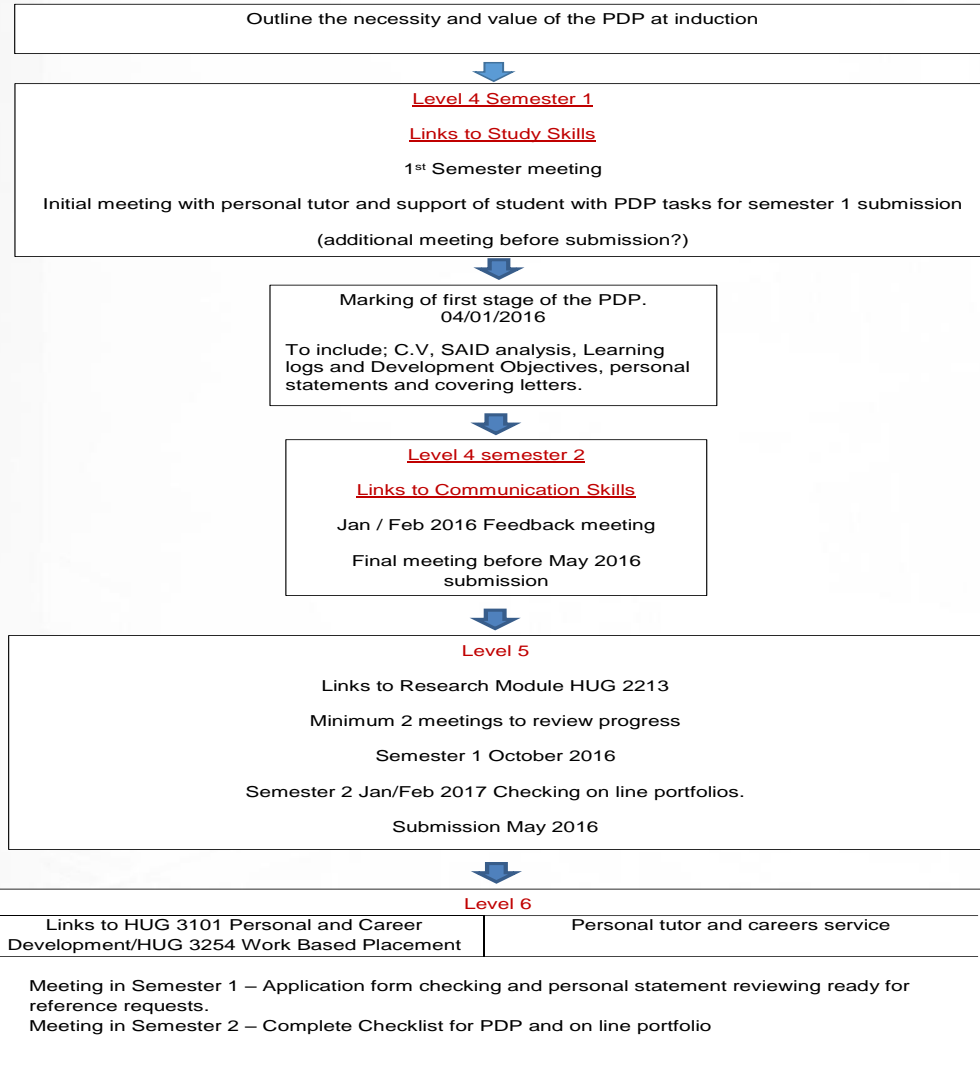 Outline the necessity and value of the PDP at induction
Level 4 Semester 1
Links to Study Skills
1st Semester meeting
Initial meeting with personal tutor and support of student with PDP tasks for semester 1 submission
(additional meeting before submission?)
Marking of first stage of the PDP.
04/01/2016
To include; C.V, SAID analysis, Learning
logs and Development Objectives, personal
statements and covering letters.
Level 4 semester 2
Links to Communication Skills
Jan / Feb 2016 Feedback meeting
Final meeting before May 2016
submission
Level 5
Links to Research Module HUG 2213
Minimum 2 meetings to review progress
Semester 1 October 2016
Semester 2 Jan/Feb 2017 Checking on line portfolios.
Submission May 2016
Level 6
Links to HUG 3101 Personal and Career
Development/HUG 3254 Work Based Placement
Personal tutor and careers service
Meeting in Semester 1 – Application form checking and personal statement reviewing ready for
reference requests.
Meeting in Semester 2 – Complete Checklist for PDP and on line portfolio